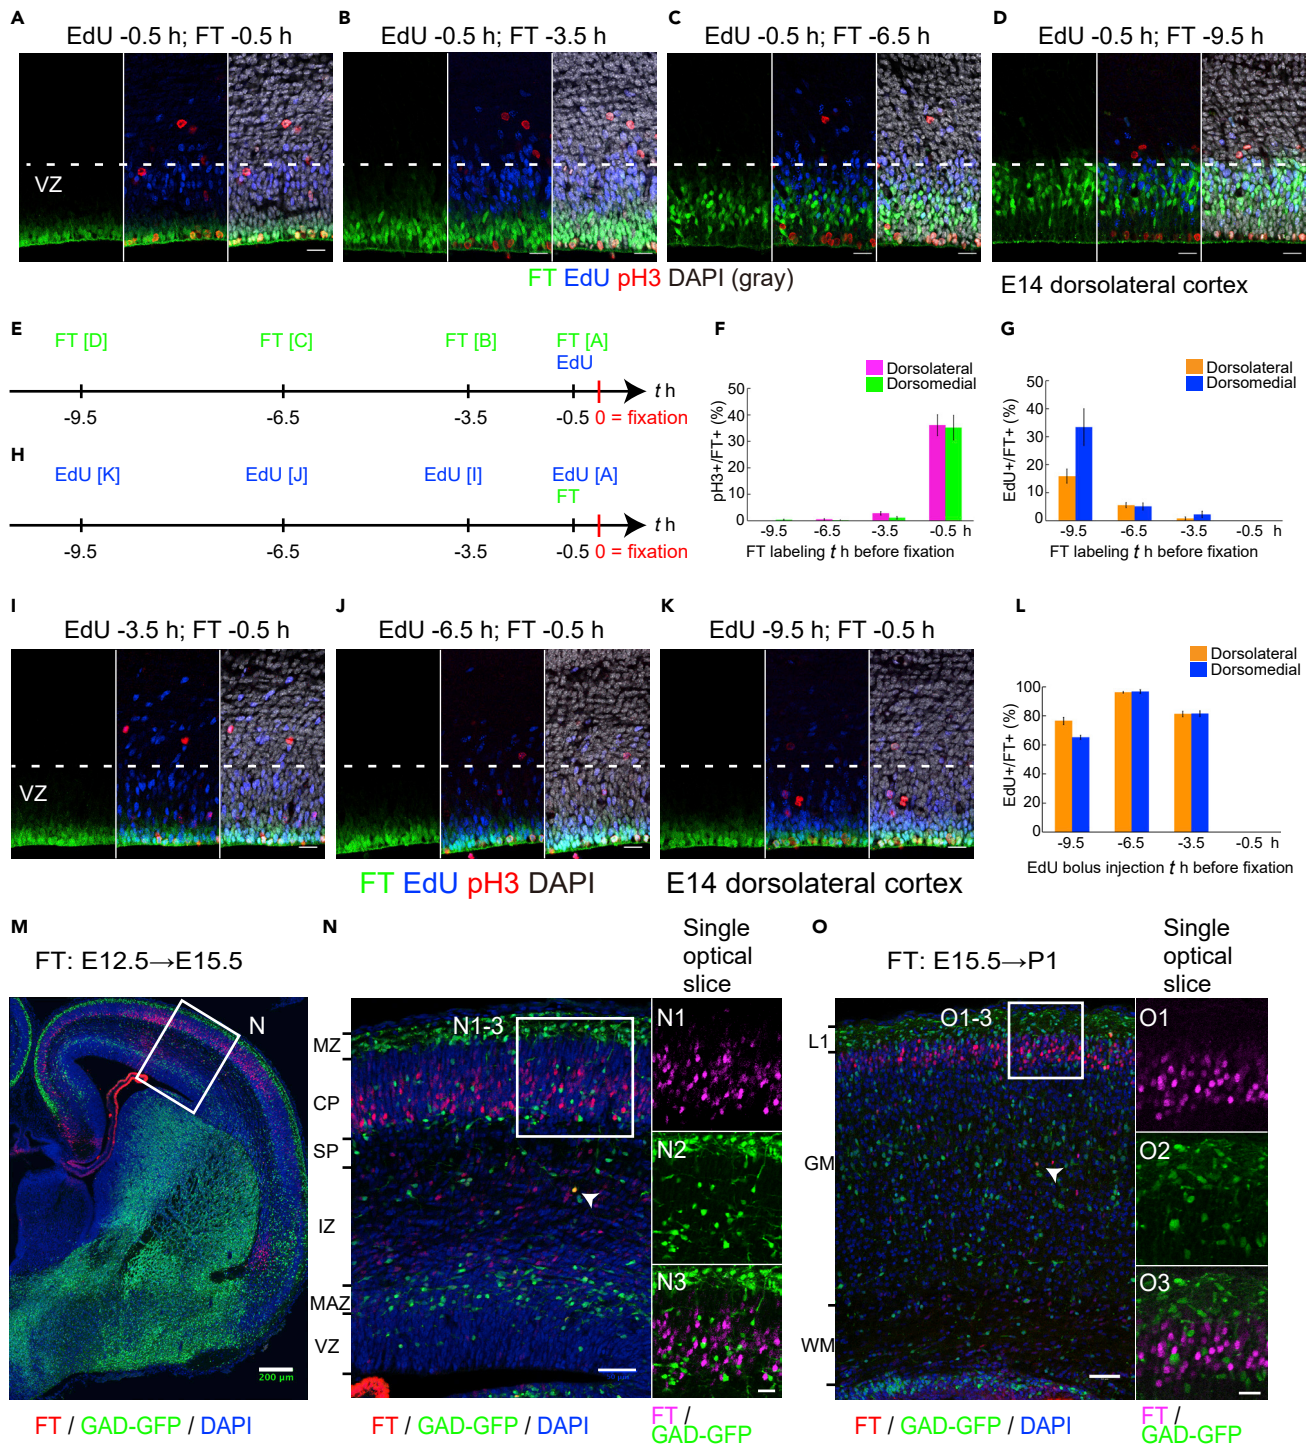 A
EdU -0.5 h; FT -0.5 h
B
EdU -0.5 h; FT -3.5 h
C
EdU -0.5 h; FT -6.5 h
D
EdU -0.5 h; FT -9.5 h
VZ
FT EdU pH3 DAPI (gray)
E14 dorsolateral cortex
E
FT [D]
FT [C]
FT [B]
FT [A]
EdU
t h
-9.5
-6.5
-3.5
-0.5
0 = fixation
H
EdU [K]
EdU [J]
EdU [I]
EdU [A]
FT
t h
-9.5
-6.5
-3.5
-0.5
0 = fixation
F
Dorsolateral
Dorsomedial
pH3+/FT+ (%)
50
40
30
20
10
0
-9.5
-6.5
-3.5
-0.5
h
FT labeling t h before fixation
G
Dorsolateral
Dorsomedial
EdU+/FT+ (%)
50
40
30
20
10
0
-9.5
-6.5
-3.5
-0.5
h
FT labeling t h before fixation
I
EdU -3.5 h; FT -0.5 h
J
EdU -6.5 h; FT -0.5 h
K
EdU -9.5 h; FT -0.5 h
VZ
FT EdU pH3 DAPI
E14 dorsolateral cortex
L
Dorsolateral
Dorsomedial
EdU+/FT+ (%)
100
80
60
40
20
0
-9.5
-6.5
-3.5
-0.5
h
EdU bolus injection t h before fixation
M
FT: E12.5→E15.5
N
200 µm
FT / GAD-GFP / DAPI
N
Single
optical
slice
MZ
CP
SP
IZ
MAZ
VZ
N1-3
N1
N2
N3
FT / GAD-GFP / DAPI
FT /
GAD-GFP
O
FT: E15.5→P1
Single
optical
slice
L1
GM
WM
O1-3
O1
O2
O3
FT / GAD-GFP / DAPI
FT /
GAD-GFP